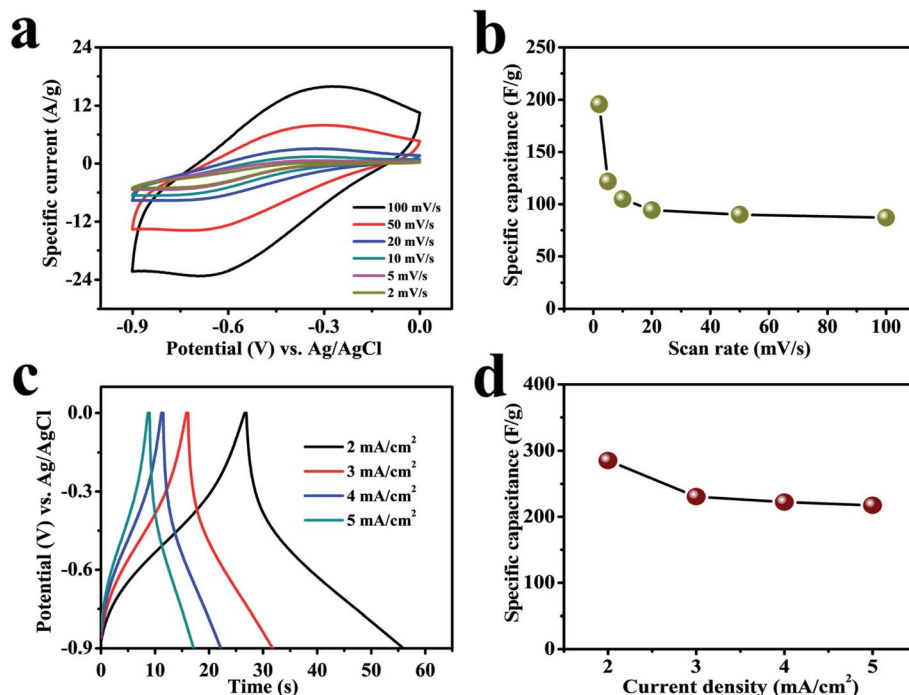 a
24
12
0
-12
-24
Specific current (A/g)
100 mV/s
50 mV/s
20 mV/s
10 mV/s
5 mV/s
2 mV/s
-0.9
-0.6
-0.3
0.0
Potential (V) vs. Ag/AgCl
b
250
200
150
100
50
0
Specific capacitance (F/g)
0
20
40
60
80
100
Scan rate (mV/s)
c
0.0
-0.3
-0.6
-0.9
Potential (V) vs. Ag/AgCl
2 mA/cm²
3 mA/cm²
4 mA/cm²
5 mA/cm²
0
10
20
30
40
50
60
Time (s)
d
400
300
200
100
0
Specific capacitance (F/g)
2
3
4
5
Current density (mA/cm²)